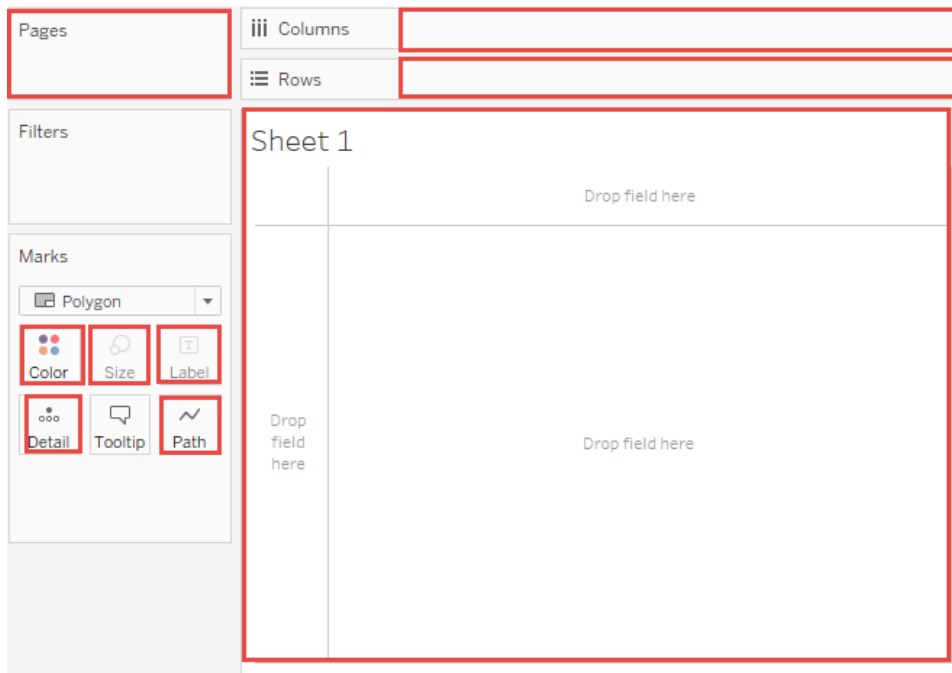 Pages
Columns
Rows
Filters
Sheet 1
Drop field here
Marks
Polygon
Color Size Label
T
Detail Tooltip Path
Drop
field
here
Drop field here